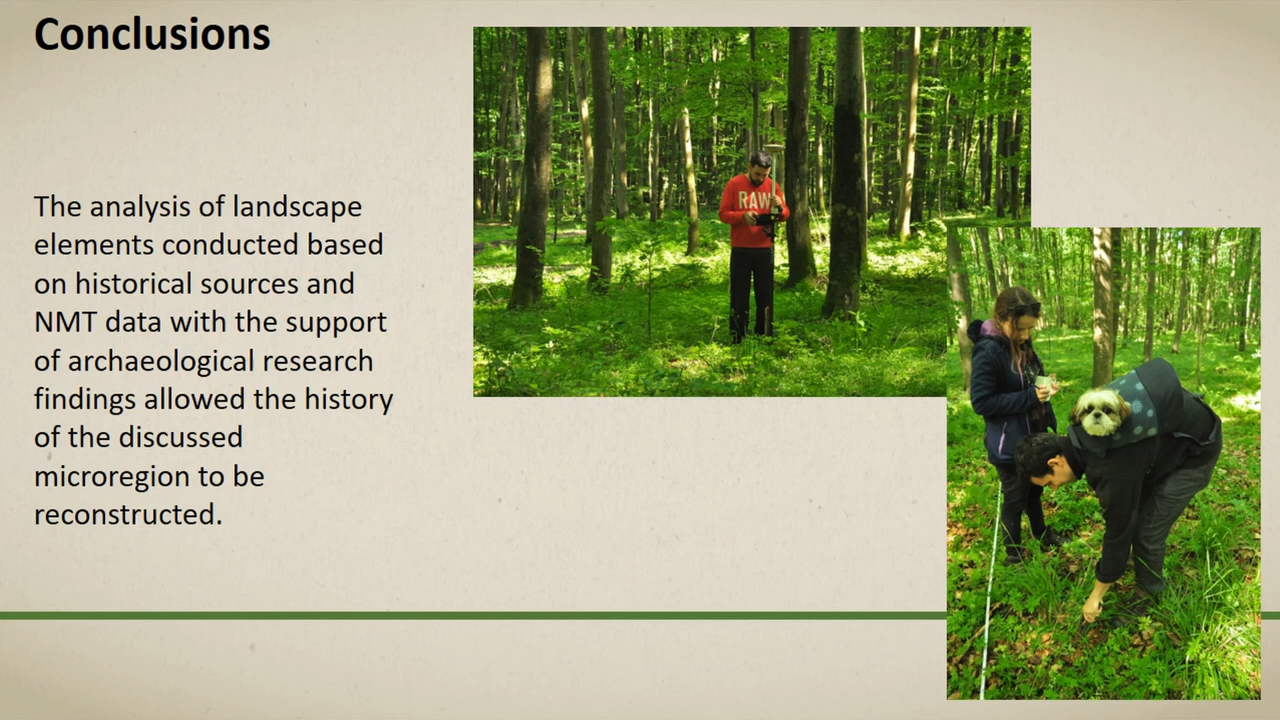 Conclusions
The analysis of landscape
elements conducted based
on historical sources and
NMT data with the support
of archaeological research
findings allowed the history
of the discussed
microregion to be
reconstructed.
RAW